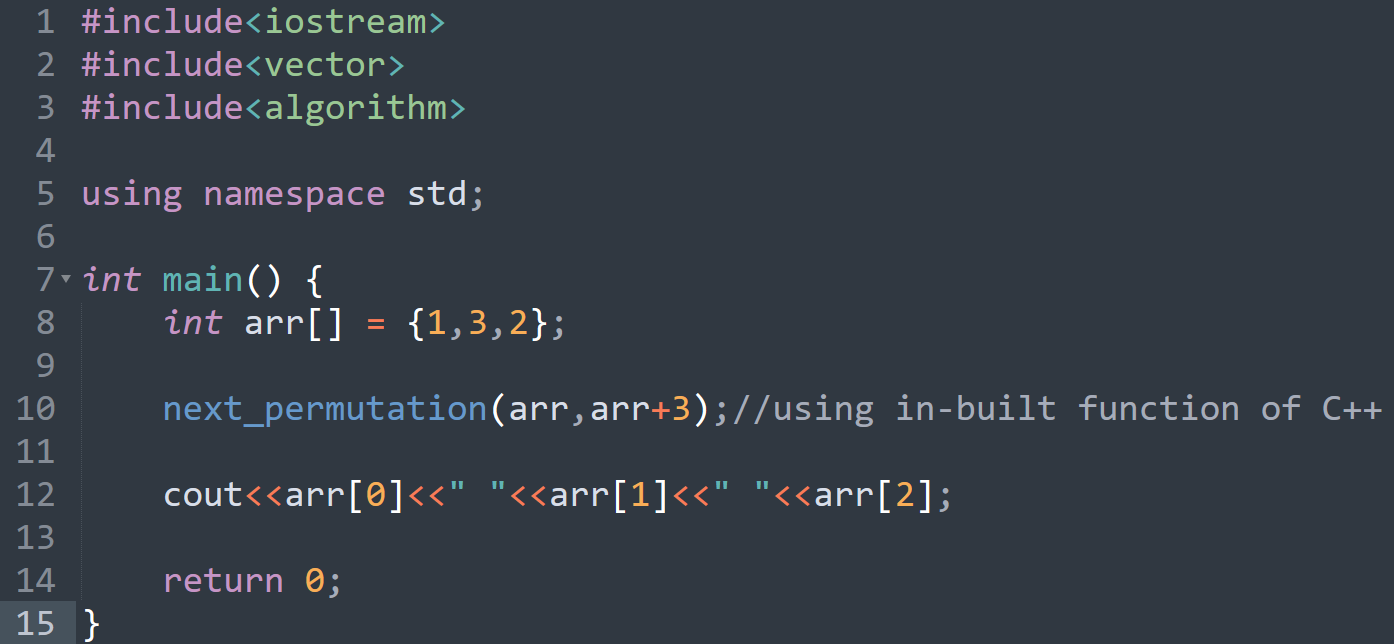 1 #include<iostream>
2 #include<vector>
3 #include<algorithm>
4
5 using namespace std;
6
7 int main() {
8     int arr[] = {1,3,2};
9
10     next_permutation(arr,arr+3);//using in-built function of C++
11
12     cout<<arr[0]<<" "<<arr[1]<<" "<<arr[2];
13
14     return 0;
15 }